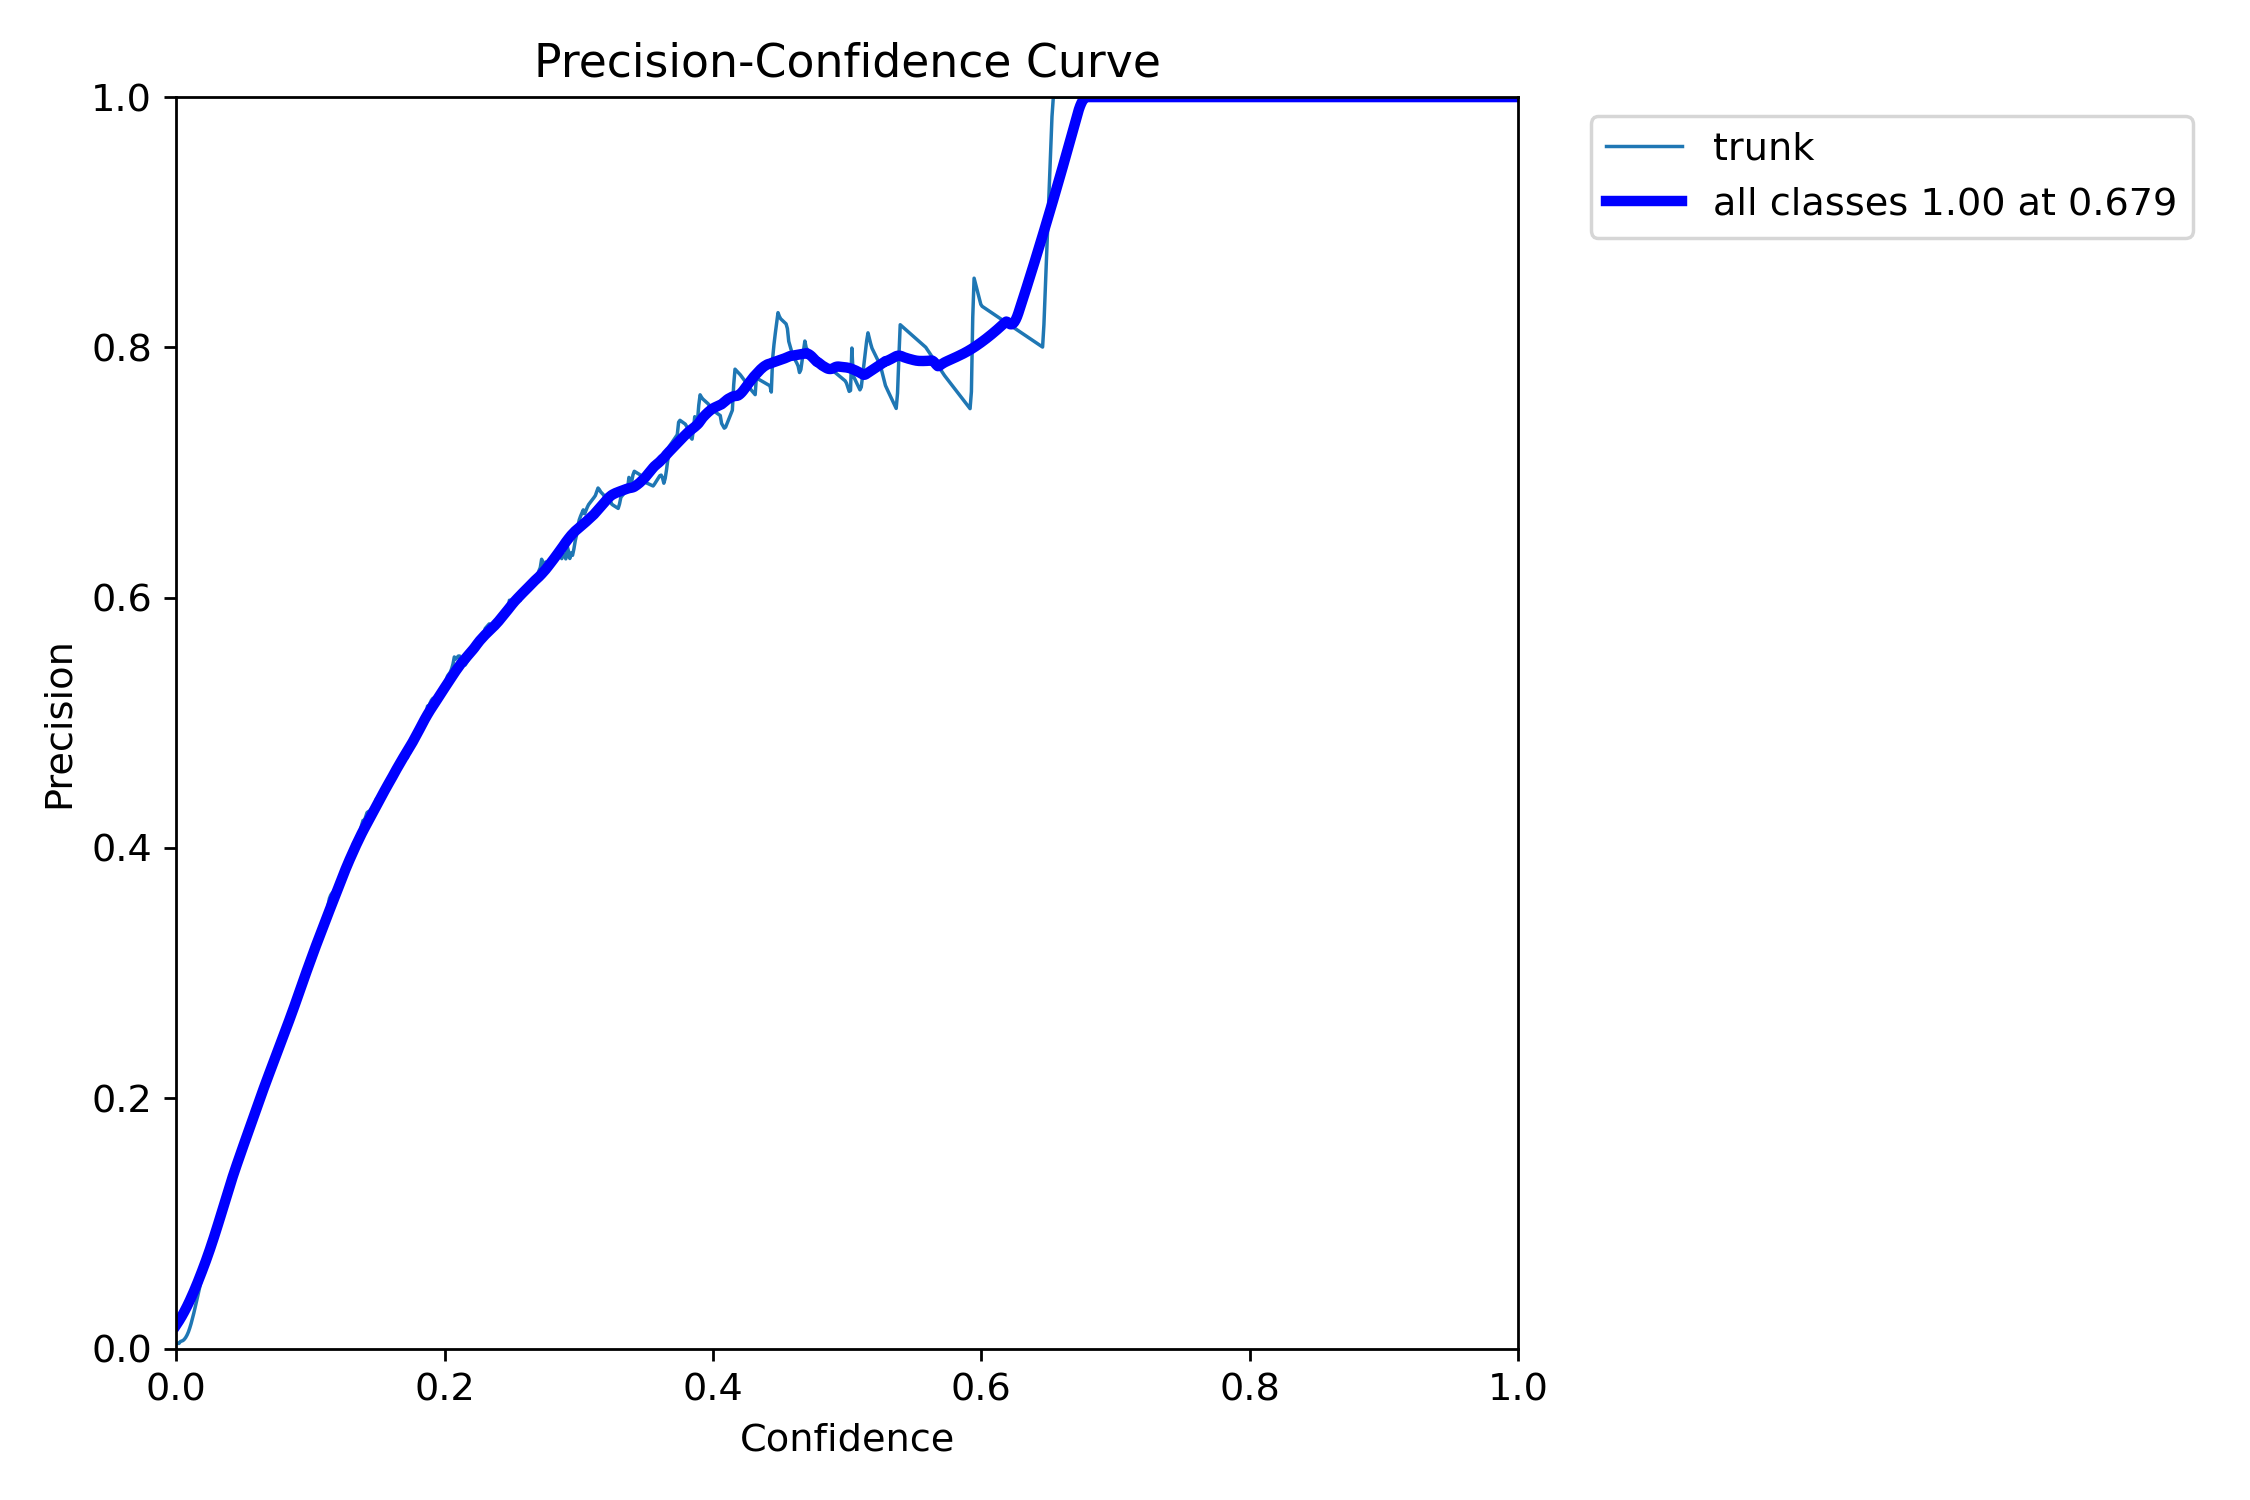 Precision-Confidence Curve
trunk
all classes 1.00 at 0.679
Precision
1.0
0.8
0.6
0.4
0.2
0.0
0.0 0.2 0.4 0.6 0.8 1.0
Confidence